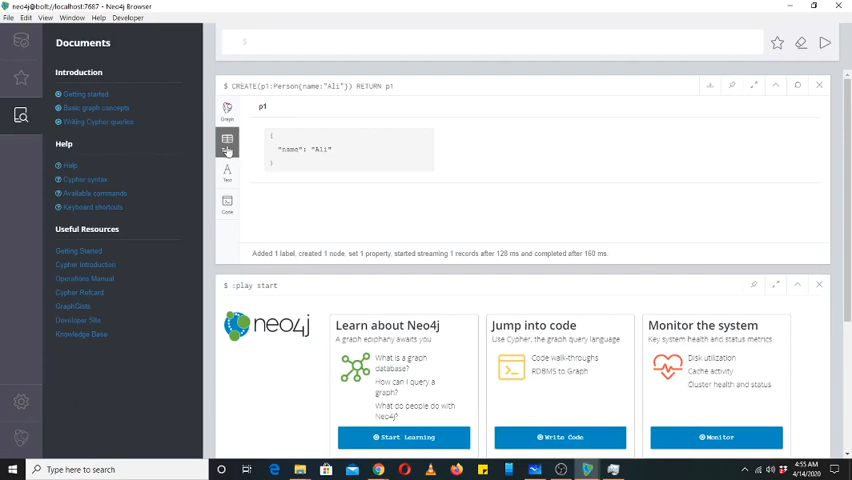 neo4j@bolt://localhost:7687 - Neo4j Browser
File Edit View Window Help Developer
Documents
Introduction
Getting started
Basic graph concepts
Writing Cypher queries
Help
Help
Cypher syntax
Available commands
Keyboard shortcuts
Useful Resources
Getting Started
Cypher Introduction
Operations Manual
Cypher Refcard
GraphGists
Developer Site
Knowledge Base
$
$ CREATE(p1:Person{name:"Ali"}) RETURN p1
Graph
p1
{
"name": "Ali"
}
Text
Code
Added 1 label, created 1 node, set 1 property, started streaming 1 records after 128 ms and completed after 160 ms.
$ :play start
neo4j
Learn about Neo4j
A graph epiphany awaits you
What is a graph
database?
How can I query a
graph?
What do people do with
Neo4j?
Start Learning
Jump into code
Use Cypher, the graph query language
Code walk-throughs
RDBMS to Graph
Write Code
Monitor the system
Key system health and status metrics
Disk utilization
Cache activity
Cluster health and status
Monitor
Type here to search
4:55 AM
4/14/2020